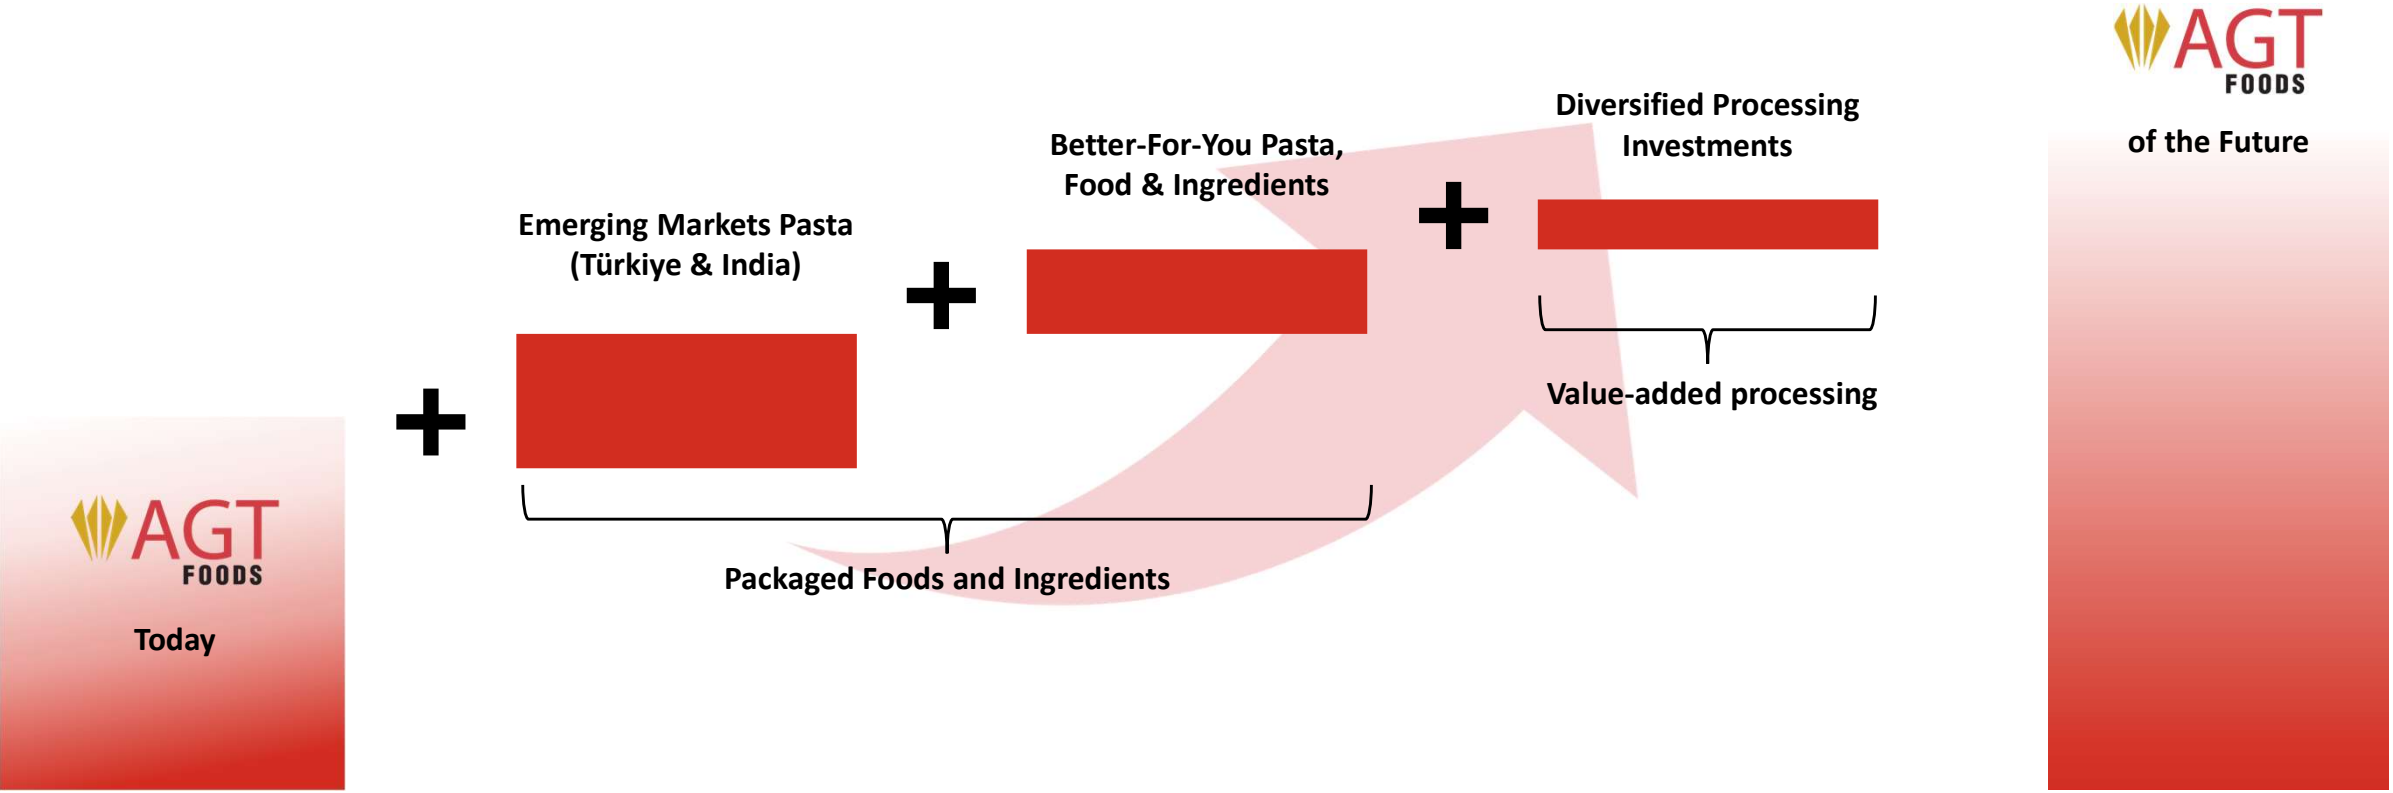 AGT
FOODS
Today
Emerging Markets Pasta
(Türkiye & India)
Better-For-You Pasta,
Food & Ingredients
Packaged Foods and Ingredients
Diversified Processing
Investments
Value-added processing
AGT
FOODS
of the Future